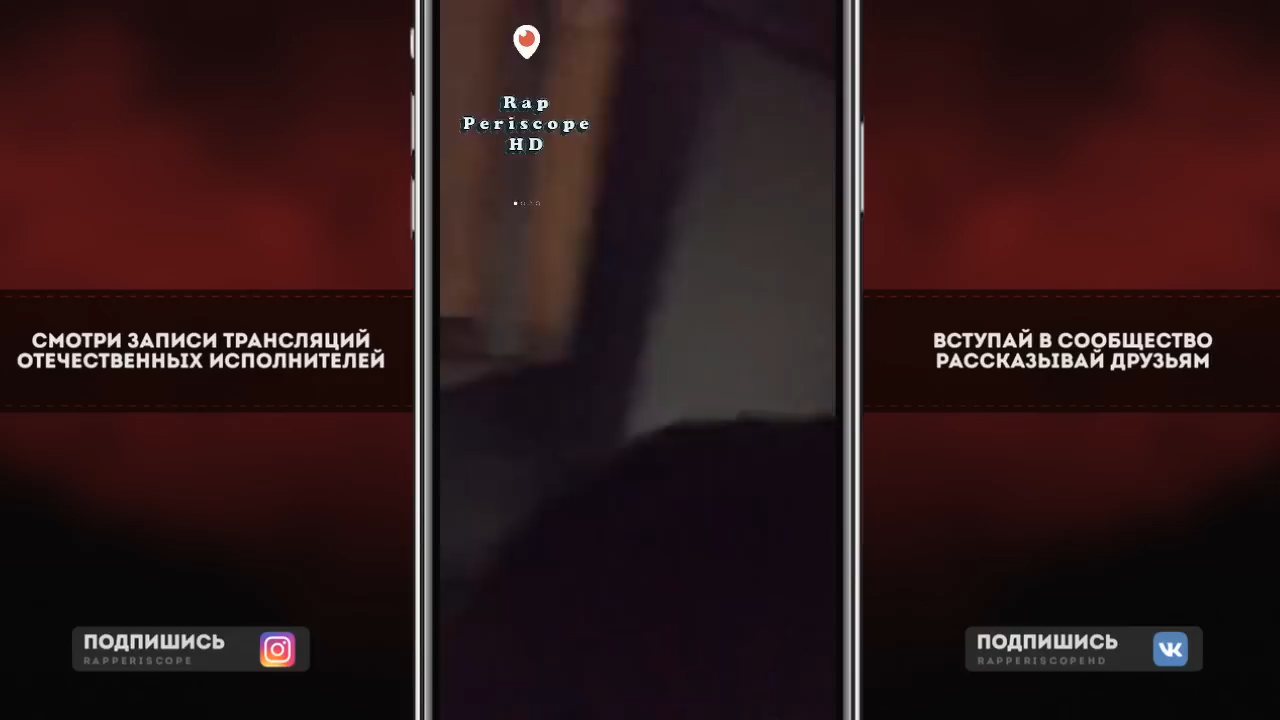 Rap
Periscope
HD
СМОТРИ ЗАПИСИ ТРАНСЛЯЦИЙ
ОТЕЧЕСТВЕННЫХ ИСПОЛНИТЕЛЕЙ
ВСТУПАЙ В СООБЩЕСТВО
РАССКАЗЫВАЙ ДРУЗЬЯМ
ПОДПИШИСЬ
RAPPERISCOPE
ПОДПИШИСЬ
RAPPERISCOPEHD